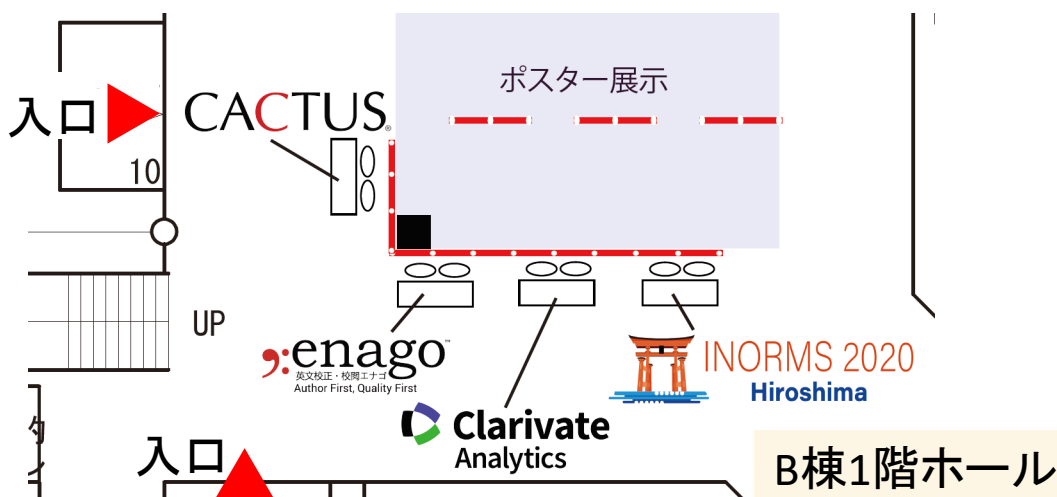 ポスター展示
入口
CACTUS®
10
UP
enago™
英文校正・校閲エナゴ
Author First, Quality First
INORMS 2020
Hiroshima
Clarivate
Analytics
入口
B棟1階ホール